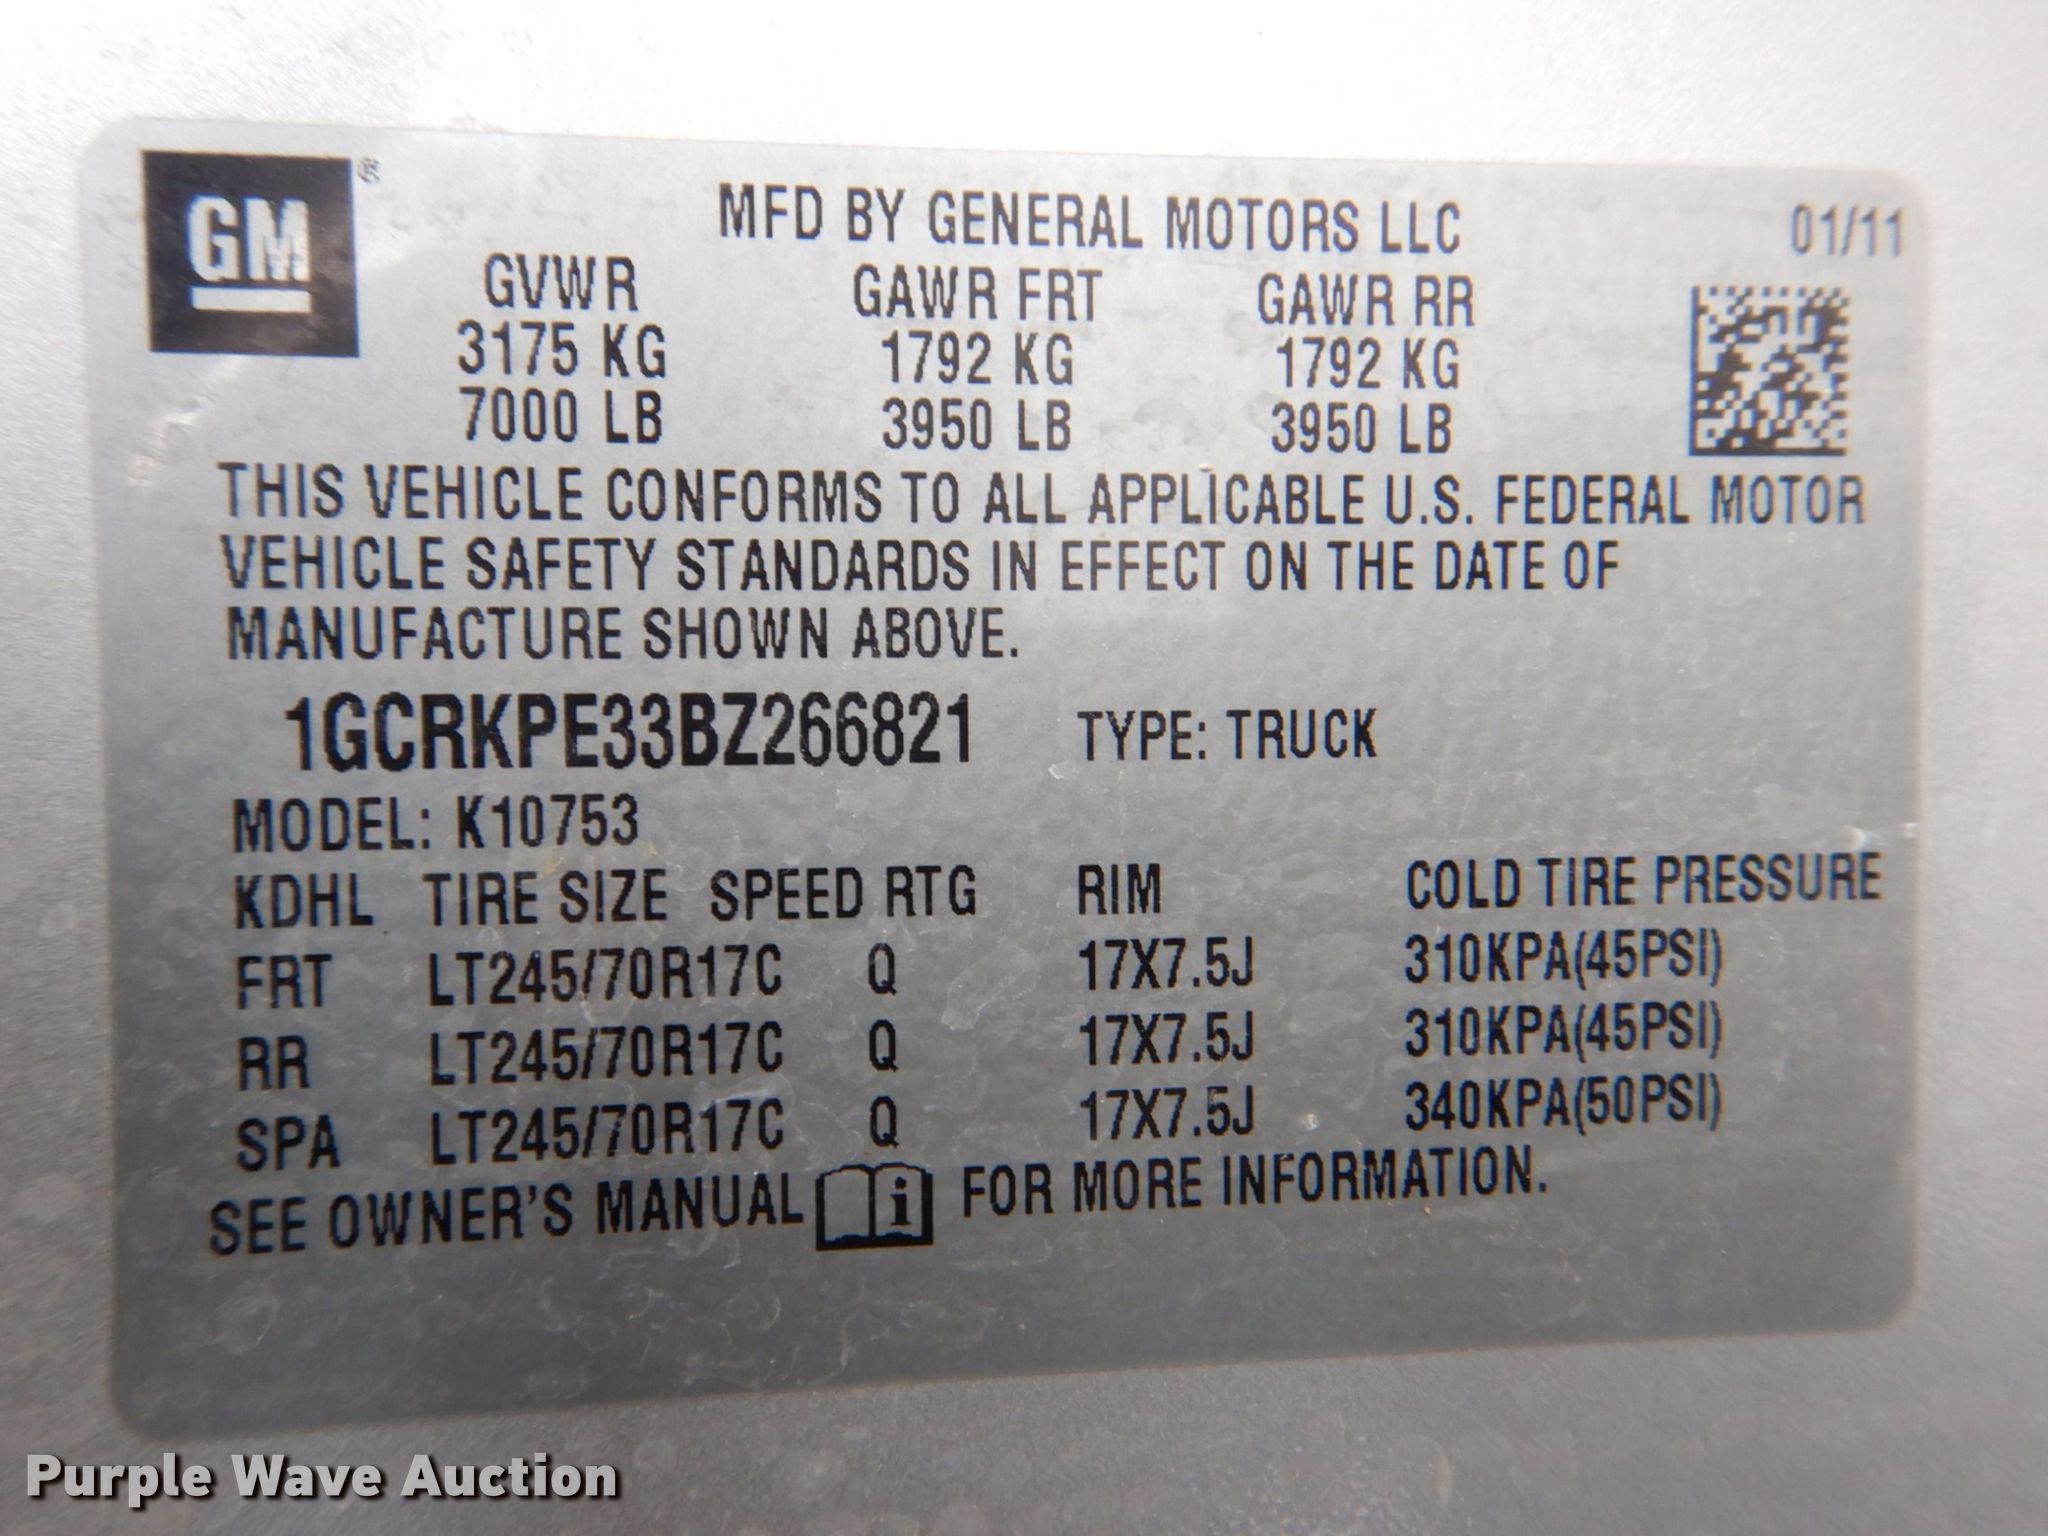 GM®
MFD BY GENERAL MOTORS LLC 01/11
GVWR GAWR FRT GAWR RR
3175 KG 1792 KG 1792 KG
7000 LB 3950 LB 3950 LB
THIS VEHICLE CONFORMS TO ALL APPLICABLE U.S. FEDERAL MOTOR
VEHICLE SAFETY STANDARDS IN EFFECT ON THE DATE OF
MANUFACTURE SHOWN ABOVE.
1GCRKPE33BZ266821 TYPE: TRUCK
MODEL: K10753
KDHL TIRE SIZE SPEED RTG RIM COLD TIRE PRESSURE
FRT LT245/70R17C Q 17X7.5J 310KPA(45PSI)
RR LT245/70R17C Q 17X7.5J 310KPA(45PSI)
SPA LT245/70R17C Q 17X7.5J 340KPA(50PSI)
SEE OWNER'S MANUAL i FOR MORE INFORMATION.
Purple Wave Auction